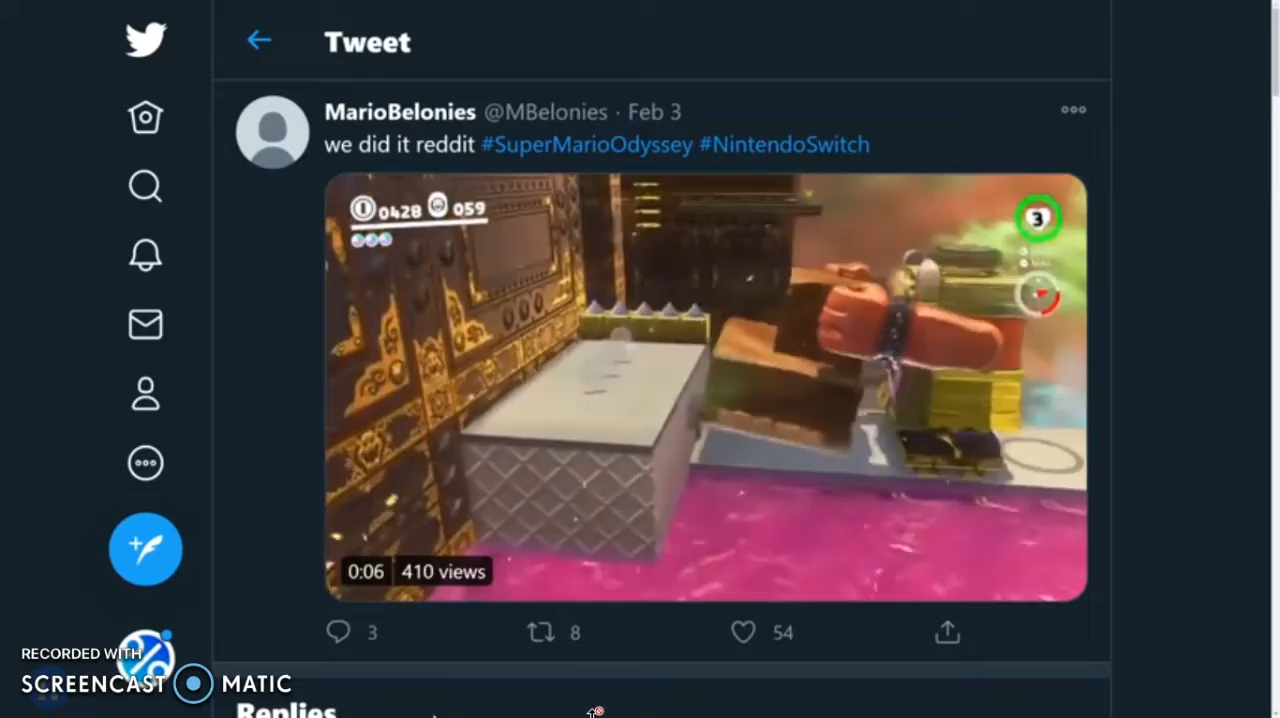 Tweet
MarioBelonies @MBelonies · Feb 3
we did it reddit #SuperMarioOdyssey #NintendoSwitch
0428 059
3
0:06 410 views
3 8 54
RECORDED WITH
SCREENCAST MATIC
Replies